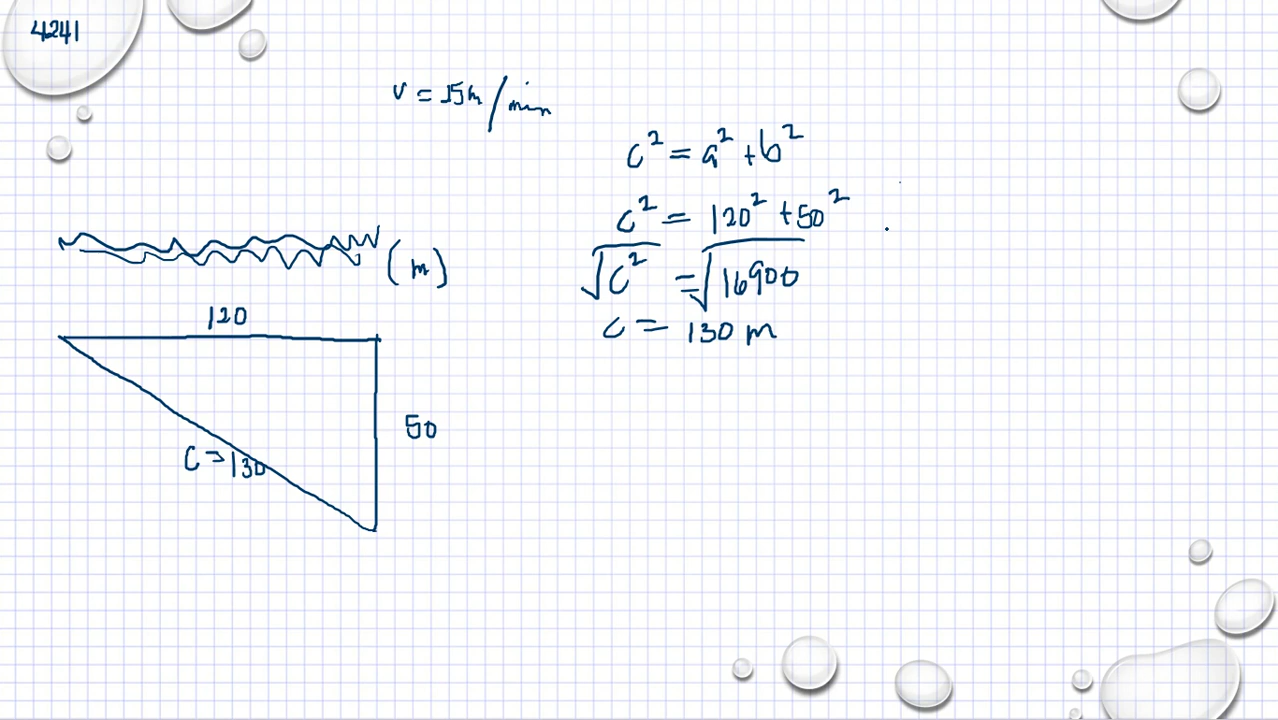 4241
v = 15m/min
c² = a² + b²
c² = 120² + 50²
√c² = √16900
c = 130 m
(m)
120
50
c = 130